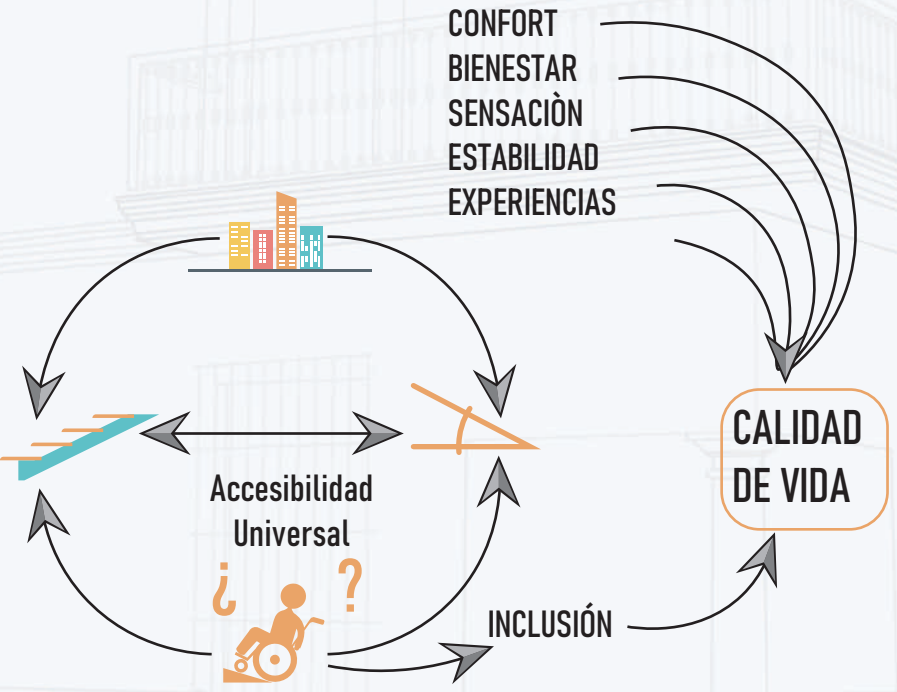 CONFORT
BIENESTAR
SENSACIÒN
ESTABILIDAD
EXPERIENCIAS
CALIDAD
DE VIDA
Accesibilidad
Universal
¿ ?
INCLUSIÓN